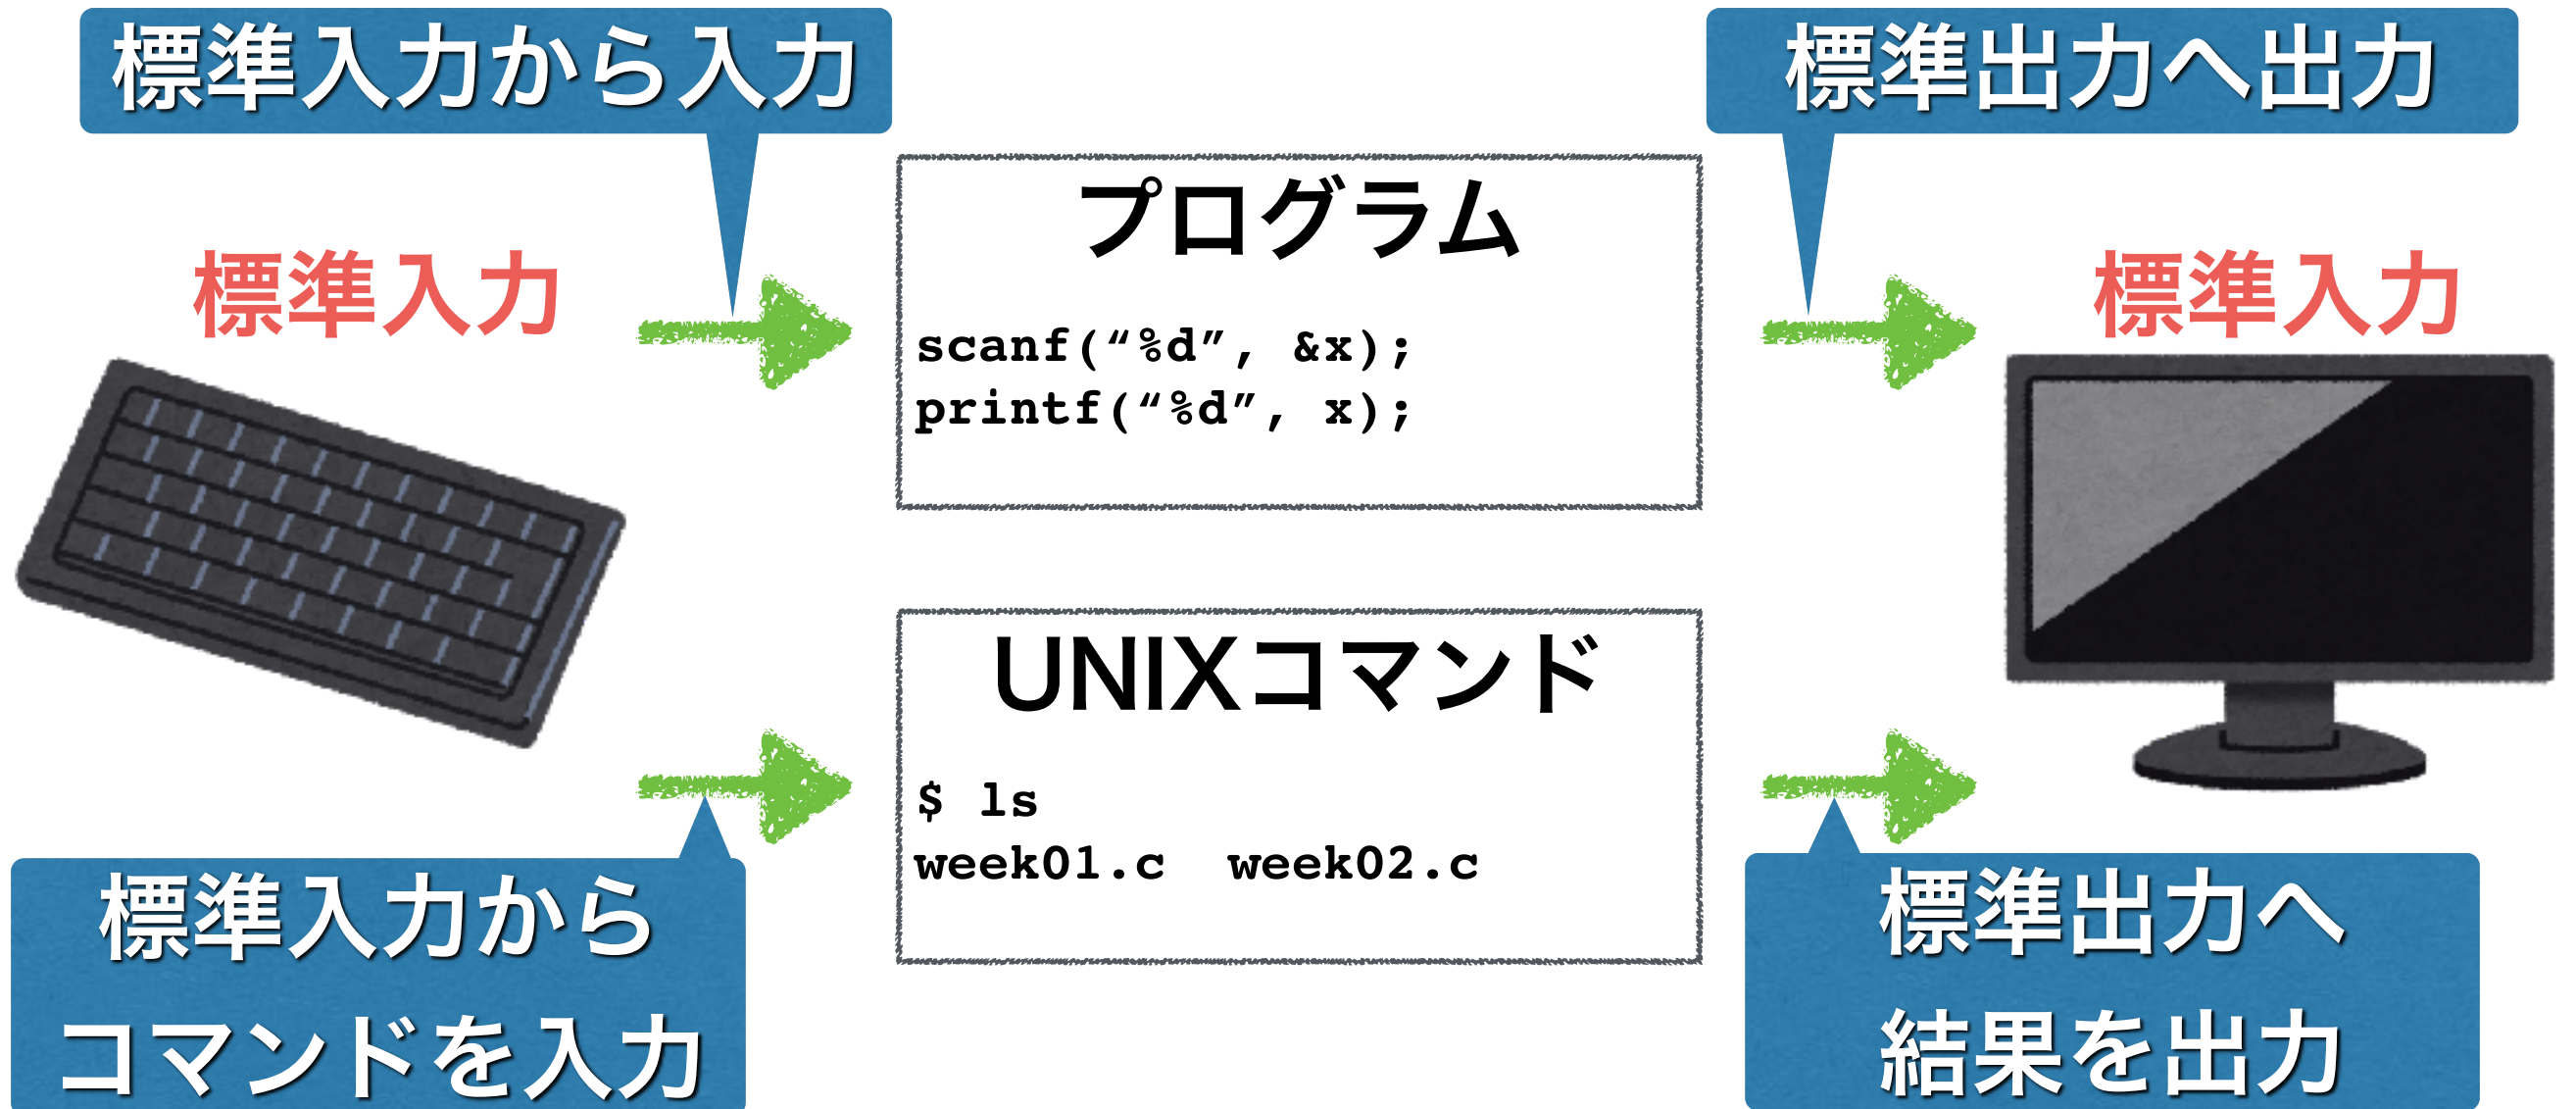 標準入力から入力
標準出力へ出力
プログラム
標準入力
標準入力
scanf(“%d”, &x);
printf(“%d”, x);
UNIXコマンド
$ ls
week01.c  week02.c
標準入力から
コマンドを入力
標準出力へ
結果を出力